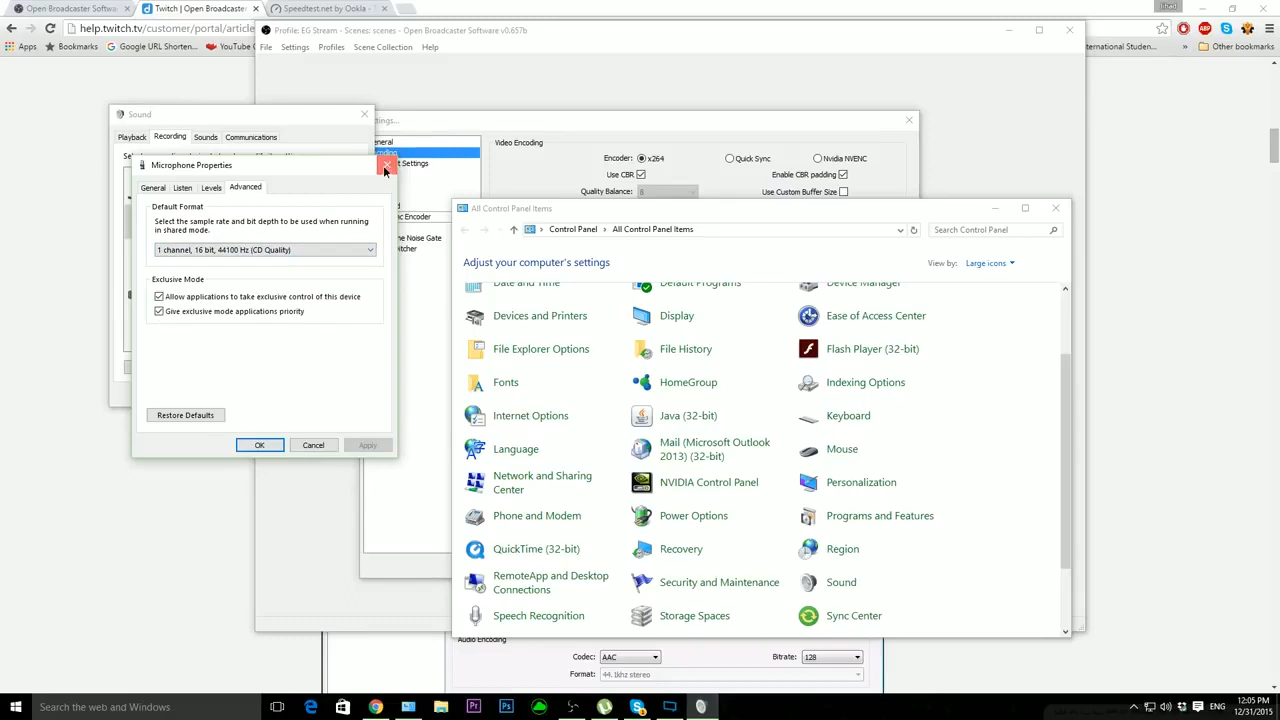 Open Broadcaster Softwa
Twitch | Open Broadcaster
Speedtest.net by Ookla
Jihad
help.twitch.tv/customer/portal/article
Apps
Bookmarks
Google URL Shorten...
YouTube
International Studen...
»
Other bookmarks
Profile: EG Stream - Scenes: scenes - Open Broadcaster Software v0.657b
File
Settings
Profiles
Scene Collection
Help
Sound
Playback
Recording
Sounds
Communications
Microphone Properties
General
Listen
Levels
Advanced
Default Format
Select the sample rate and bit depth to be used when running
in shared mode.
1 channel, 16 bit, 44100 Hz (CD Quality)
Exclusive Mode
Allow applications to take exclusive control of this device
Give exclusive mode applications priority
Restore Defaults
OK
Cancel
Apply
tings...
eneral
coding
t Settings
nc Encoder
ne Noise Gate
itcher
Video Encoding
Encoder:
x264
Quick Sync
Nvidia NVENC
Use CBR
Enable CBR padding
Quality Balance:
8
Use Custom Buffer Size
All Control Panel Items
Control Panel
All Control Panel Items
Search Control Panel
Adjust your computer's settings
View by:
Large icons
Date and Time
Default Programs
Device Manager
Devices and Printers
Display
Ease of Access Center
File Explorer Options
File History
Flash Player (32-bit)
Fonts
HomeGroup
Indexing Options
Internet Options
Java (32-bit)
Keyboard
Language
Mail (Microsoft Outlook
2013) (32-bit)
Mouse
Network and Sharing
Center
NVIDIA Control Panel
Personalization
Phone and Modem
Power Options
Programs and Features
QuickTime (32-bit)
Recovery
Region
RemoteApp and Desktop
Connections
Security and Maintenance
Sound
Speech Recognition
Storage Spaces
Sync Center
Audio Encoding
Codec:
AAC
Bitrate:
128
Format:
44.1khz stereo
Search the web and Windows
ENG
12:05 PM
12/31/2015